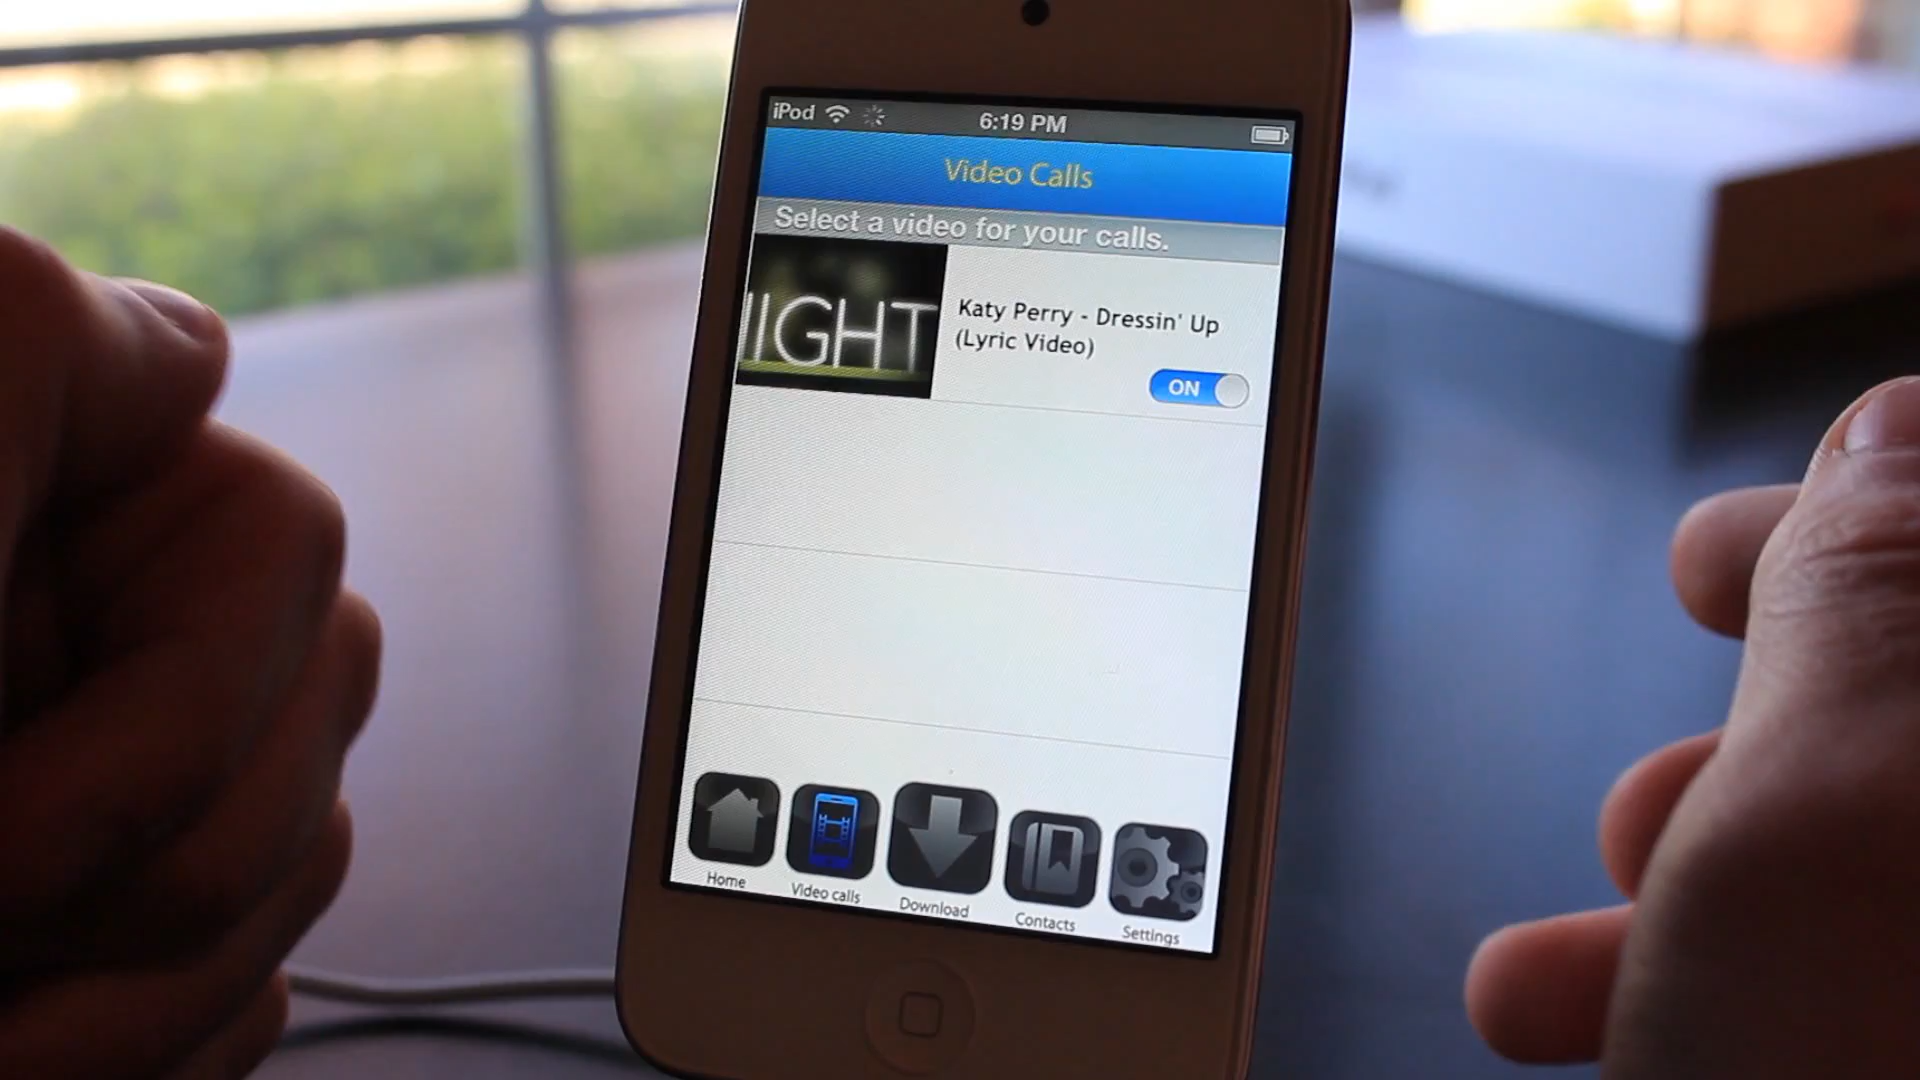 iPod 6:19 PM
Video Calls
Select a video for your calls.
IGHT
Katy Perry - Dressin' Up
(Lyric Video)
ON
Home Video calls Download Contacts Settings